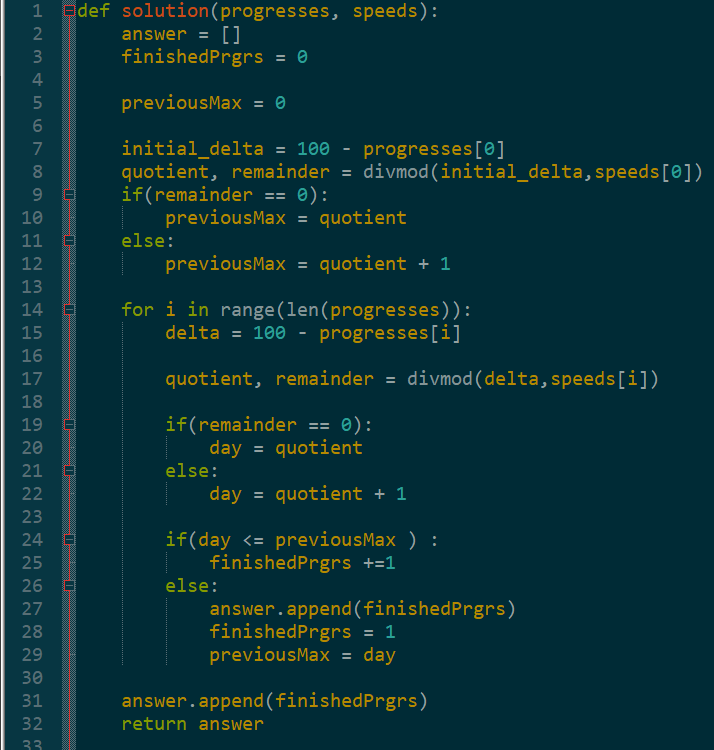 1 def solution(progresses, speeds):
2     answer = []
3     finishedPrgrs = 0
4
5     previousMax = 0
6
7     initial_delta = 100 - progresses[0]
8     quotient, remainder = divmod(initial_delta,speeds[0])
9     if(remainder == 0):
10         previousMax = quotient
11     else:
12         previousMax = quotient + 1
13
14     for i in range(len(progresses)):
15         delta = 100 - progresses[i]
16
17         quotient, remainder = divmod(delta,speeds[i])
18
19         if(remainder == 0):
20             day = quotient
21         else:
22             day = quotient + 1
23
24         if(day <= previousMax ) :
25             finishedPrgrs +=1
26         else:
27             answer.append(finishedPrgrs)
28             finishedPrgrs = 1
29             previousMax = day
30
31     answer.append(finishedPrgrs)
32     return answer
33